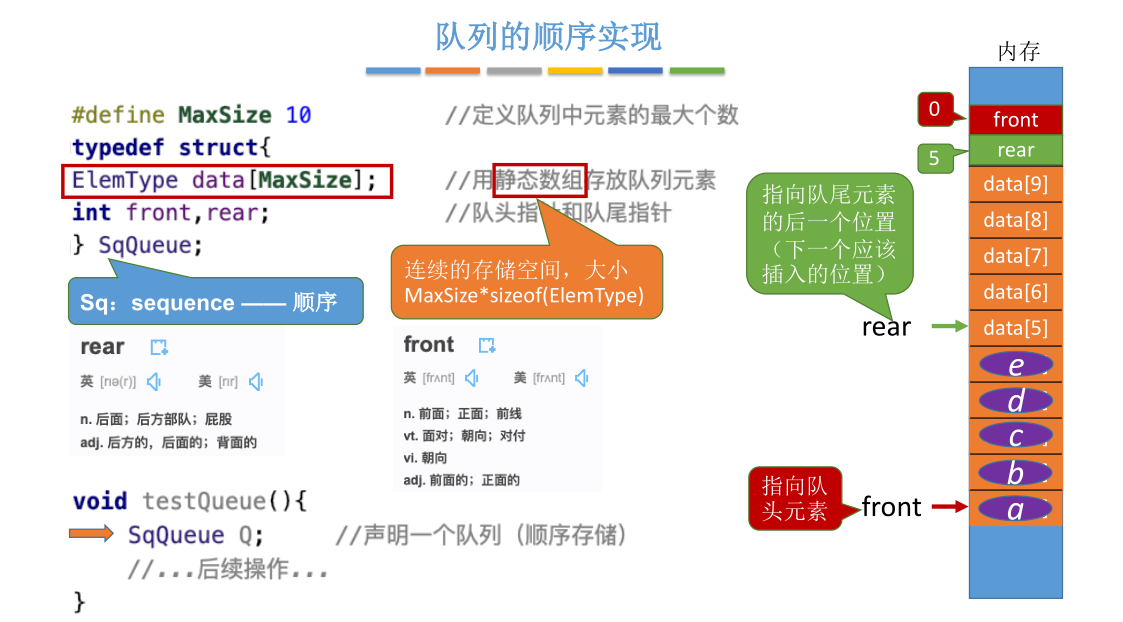 队列的顺序实现
#define MaxSize 10 //定义队列中元素的最大个数
typedef struct{
ElemType data[MaxSize]; //用静态数组存放队列元素
int front,rear; //队头指针和队尾指针
} SqQueue;
Sq：sequence —— 顺序
连续的存储空间，大小
MaxSize*sizeof(ElemType)
rear
英 [rɪə(r)] 美 [rɪr]
n. 后面；后方部队；屁股
adj. 后方的，后面的；背面的
front
英 [frʌnt] 美 [frʌnt]
n. 前面；正面；前线
vt. 面对；朝向；对付
vi. 朝向
adj. 前面的；正面的
void testQueue(){
SqQueue Q; //声明一个队列（顺序存储）
//...后续操作...
}
指向队尾元素
的后一个位置
（下一个应该
插入的位置）
rear
指向队
头元素
front
内存
0
front
5
rear
data[9]
data[8]
data[7]
data[6]
data[5]
e
d
c
b
a